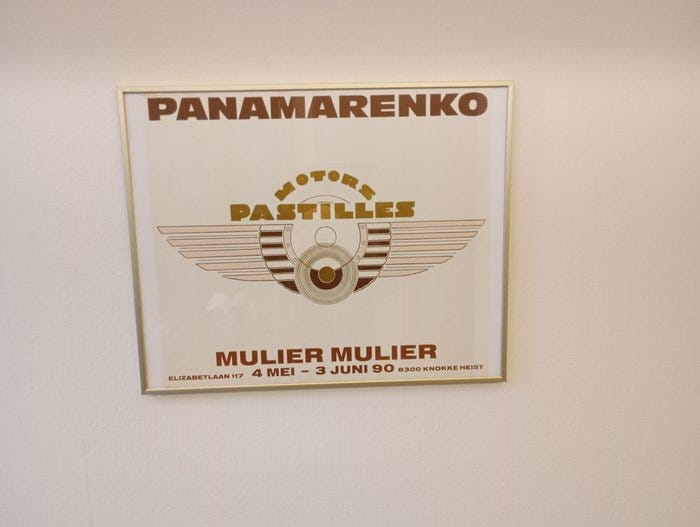 PANAMARENKO
MOTORS
PASTILLES
MULIER MULIER
ELIZABETLAAN 117 4 MEI – 3 JUNI 90 8300 KNOKKE HEIST